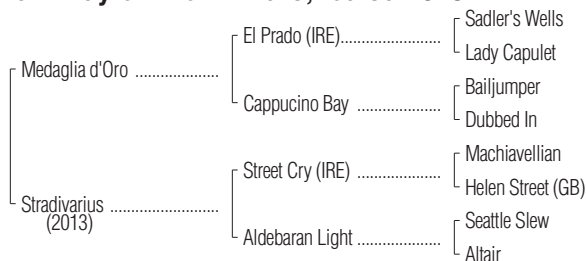 Sadler's Wells
El Prado (IRE).....................
Lady Capulet
Medaglia d'Oro ..................
Bailjumper
Cappucino Bay ..................
Dubbed In
Machiavellian
Street Cry (IRE) ..................
Helen Street (GB)
Stradivarius .......................
(2013)
Seattle Slew
Aldebaran Light ..................
Altair